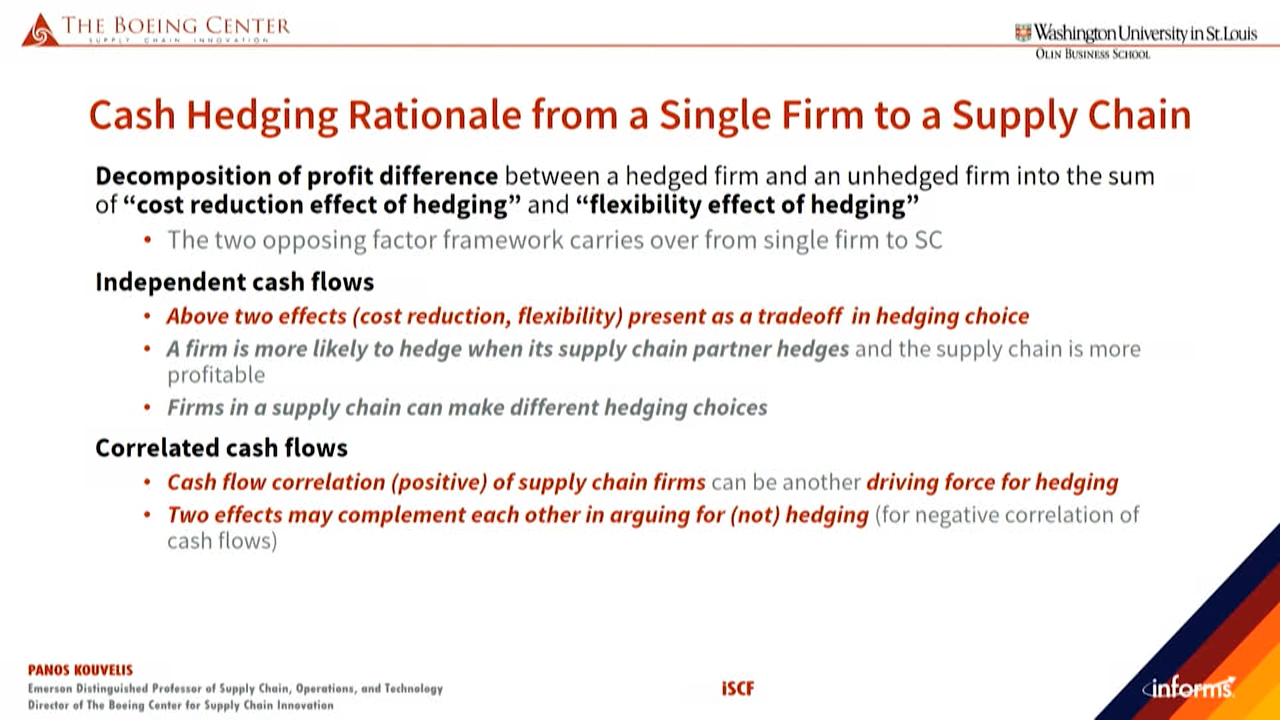 THE BOEING CENTER
SUPPLY CHAIN INNOVATION
Washington University in St. Louis
OLIN BUSINESS SCHOOL
Cash Hedging Rationale from a Single Firm to a Supply Chain
Decomposition of profit difference between a hedged firm and an unhedged firm into the sum
of “cost reduction effect of hedging” and “flexibility effect of hedging”
• The two opposing factor framework carries over from single firm to SC
Independent cash flows
• Above two effects (cost reduction, flexibility) present as a tradeoff in hedging choice
• A firm is more likely to hedge when its supply chain partner hedges and the supply chain is more
profitable
• Firms in a supply chain can make different hedging choices
Correlated cash flows
• Cash flow correlation (positive) of supply chain firms can be another driving force for hedging
• Two effects may complement each other in arguing for (not) hedging (for negative correlation of
cash flows)
PANOS KOUVELIS
Emerson Distinguished Professor of Supply Chain, Operations, and Technology
Director of The Boeing Center for Supply Chain Innovation
iSCF
informs